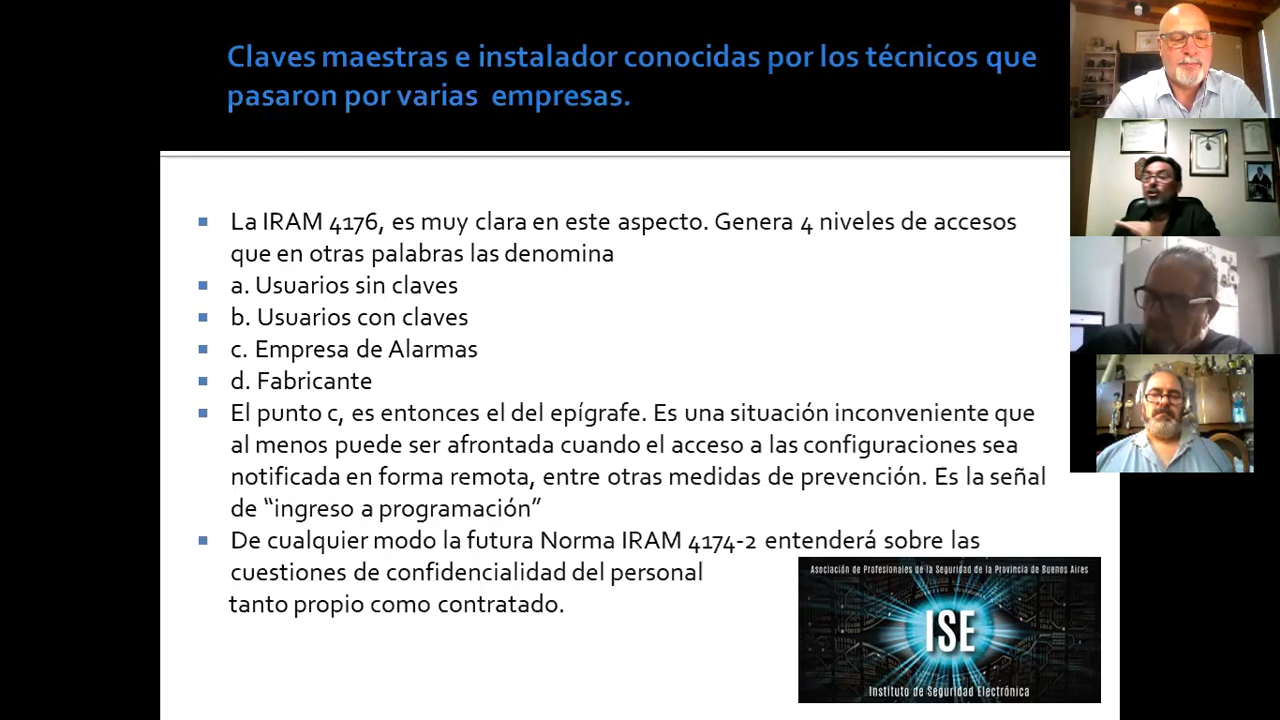 Claves maestras e instalador conocidas por los técnicos que
pasaron por varias empresas.
La IRAM 4176, es muy clara en este aspecto. Genera 4 niveles de accesos
que en otras palabras las denomina
a. Usuarios sin claves
b. Usuarios con claves
c. Empresa de Alarmas
d. Fabricante
El punto c, es entonces el del epígrafe. Es una situación inconveniente que
al menos puede ser afrontada cuando el acceso a las configuraciones sea
notificada en forma remota, entre otras medidas de prevención. Es la señal
de “ingreso a programación”
De cualquier modo la futura Norma IRAM 4174-2 entenderá sobre las
cuestiones de confidencialidad del personal
tanto propio como contratado.
Asociación de Profesionales de la Seguridad de la Provincia de Buenos Aires
ISE
Instituto de Seguridad Electrónica